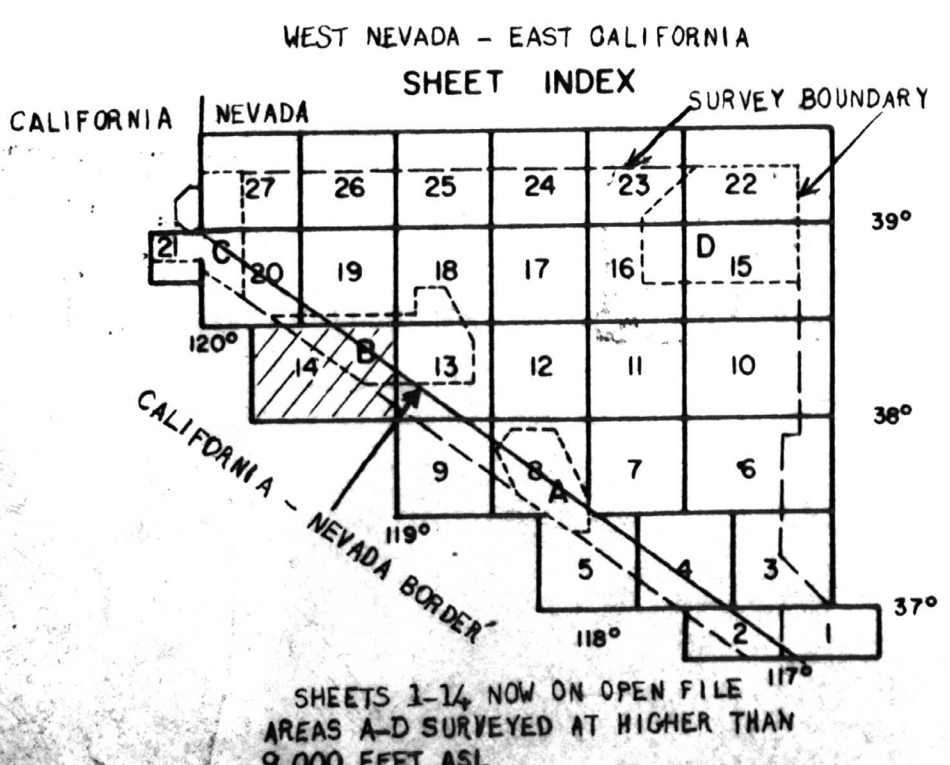 WEST NEVADA – EAST CALIFORNIA
SHEET INDEX
CALIFORNIA
NEVADA
SURVEY BOUNDARY
27 26 25 24 23 22
39°
21 C 20 19 18 17 16 D 15
120°
14 B 13 12 11 10
38°
CALIFORNIA – NEVADA BORDER
9 8 A 7 6
119°
5 4 3
37°
118°
2 1
117°
SHEETS 1–14 NOW ON OPEN FILE
AREAS A–D SURVEYED AT HIGHER THAN
000 FEET ASL